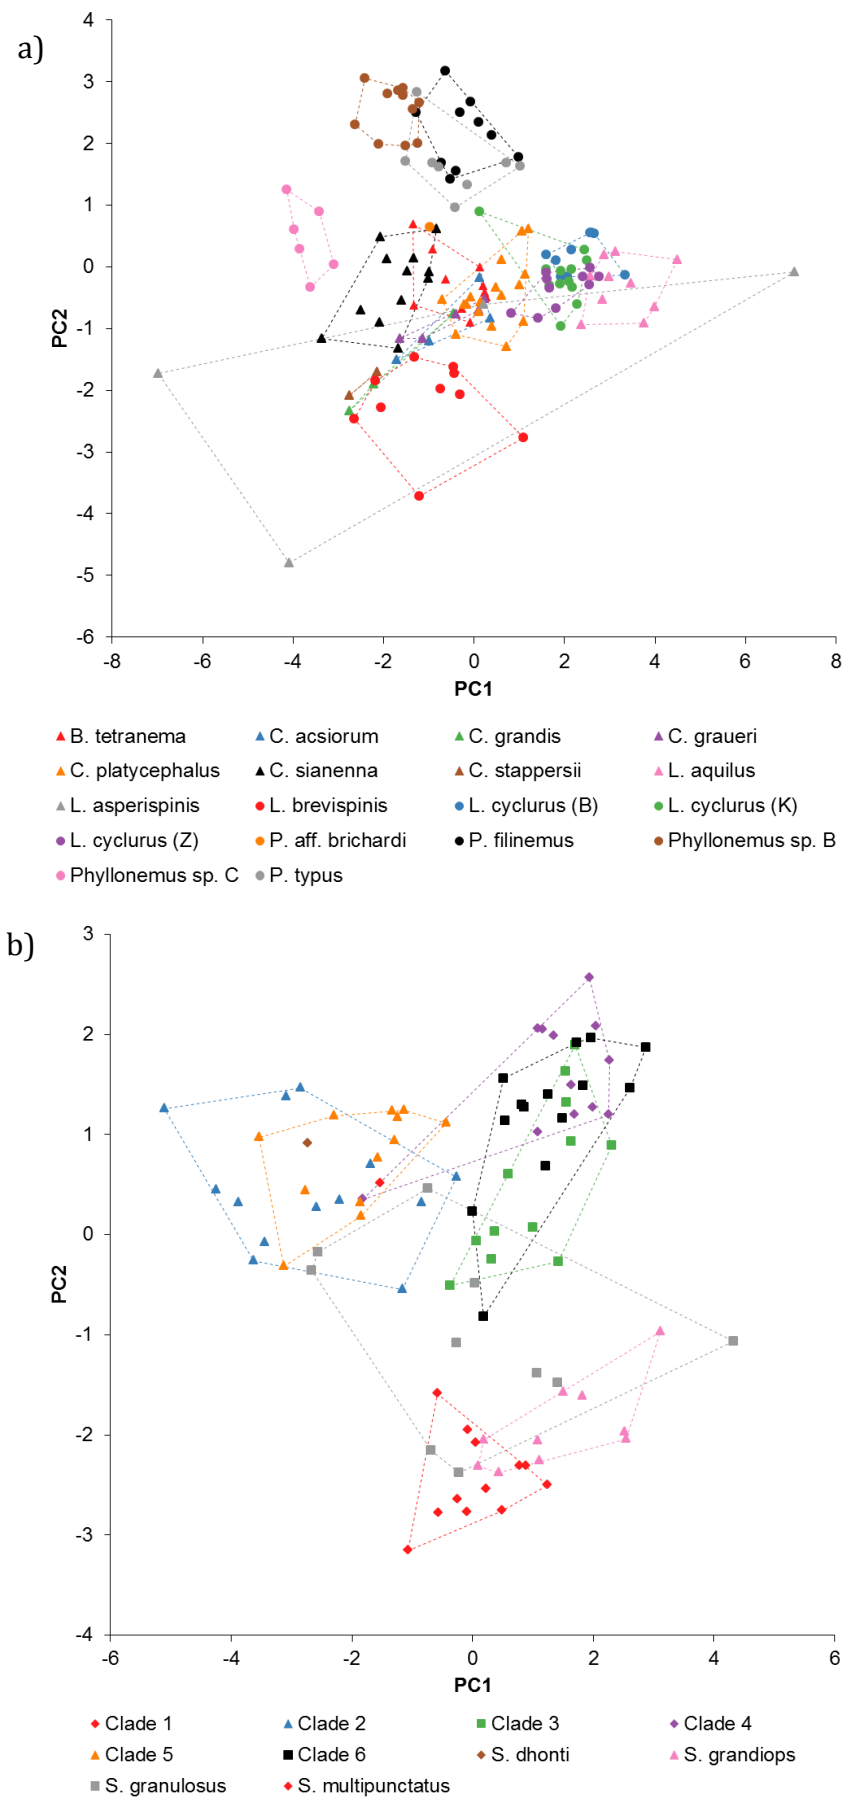 a)
4
3
2
1
0
-1
-2
-3
-4
-5
-6
PC2
-8 -6 -4 -2 0 2 4 6 8
PC1
B. tetranema C. acsiorum C. grandis C. graueri
C. platycephalus C. sianenna C. stappersii L. aquilus
L. asperispinis L. brevispinis L. cyclurus (B) L. cyclurus (K)
L. cyclurus (Z) P. aff. brichardi P. filinemus Phyllonemus sp. B
Phyllonemus sp. C P. typus
b)
3
2
1
0
-1
-2
-3
-4
PC2
-6 -4 -2 0 2 4 6
PC1
Clade 1 Clade 2 Clade 3 Clade 4
Clade 5 Clade 6 S. dhonti S. grandiops
S. granulosus S. multipunctatus